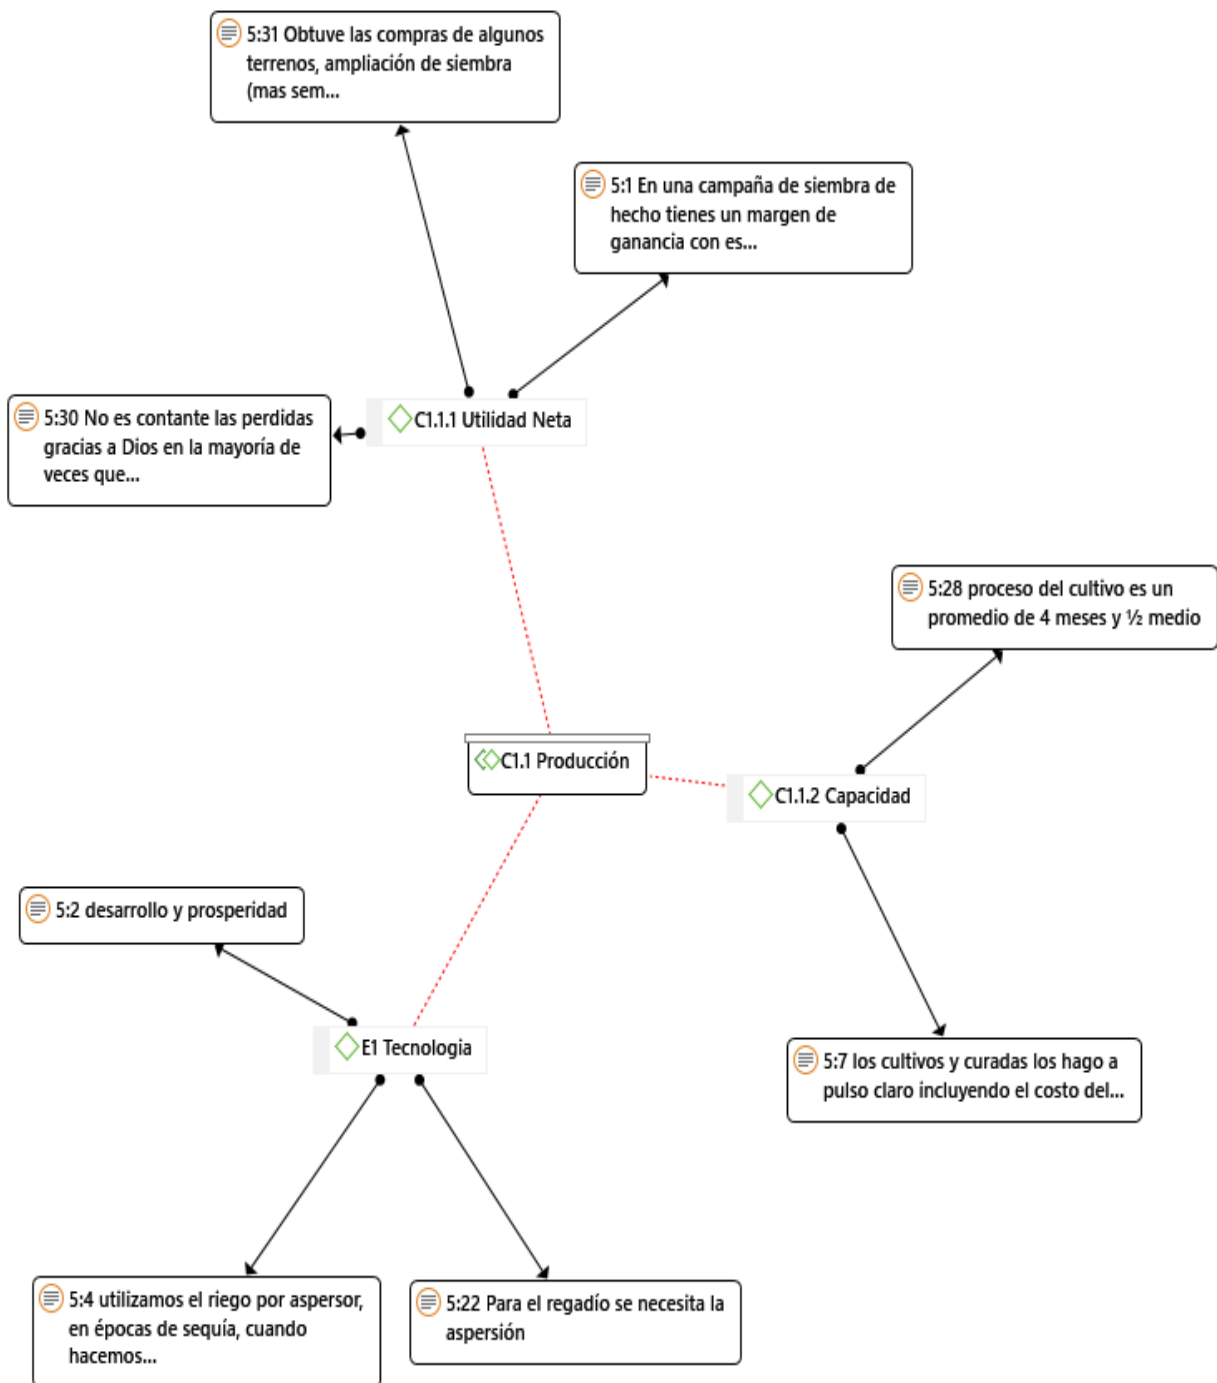 5:31 Obtuve las compras de algunos
terrenos, ampliación de siembra
(mas sem...
5:1 En una campaña de siembra de
hecho tienes un margen de
ganancia con es...
5:30 No es contante las perdidas
gracias a Dios en la mayoría de
veces que...
C1.1.1 Utilidad Neta
5:28 proceso del cultivo es un
promedio de 4 meses y ½ medio
C1.1 Producción
C1.1.2 Capacidad
5:2 desarrollo y prosperidad
E1 Tecnologia
5:7 los cultivos y curadas los hago a
pulso claro incluyendo el costo del...
5:4 utilizamos el riego por aspersor,
en épocas de sequía, cuando
hacemos...
5:22 Para el regadío se necesita la
aspersión